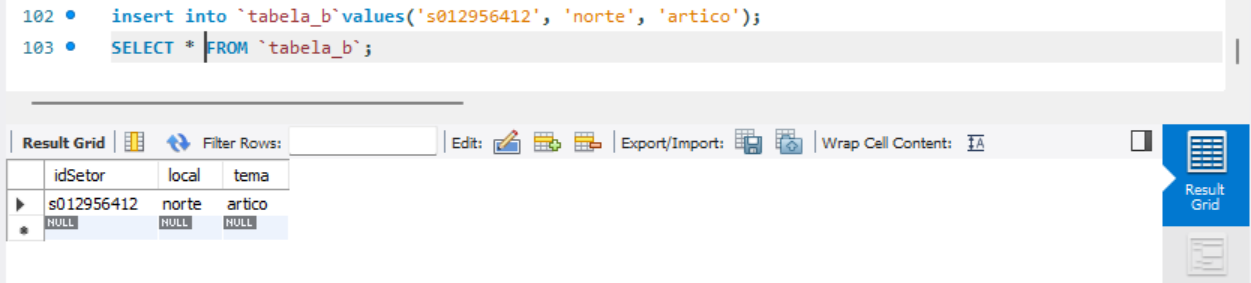 102 insert into `tabela_b`values('s012956412', 'norte', 'artico');
103 SELECT * FROM `tabela_b`;
Result Grid Filter Rows: Edit: Export/Import: Wrap Cell Content: IA
idSetor local tema
s012956412 norte artico
NULL NULL NULL
Result
Grid